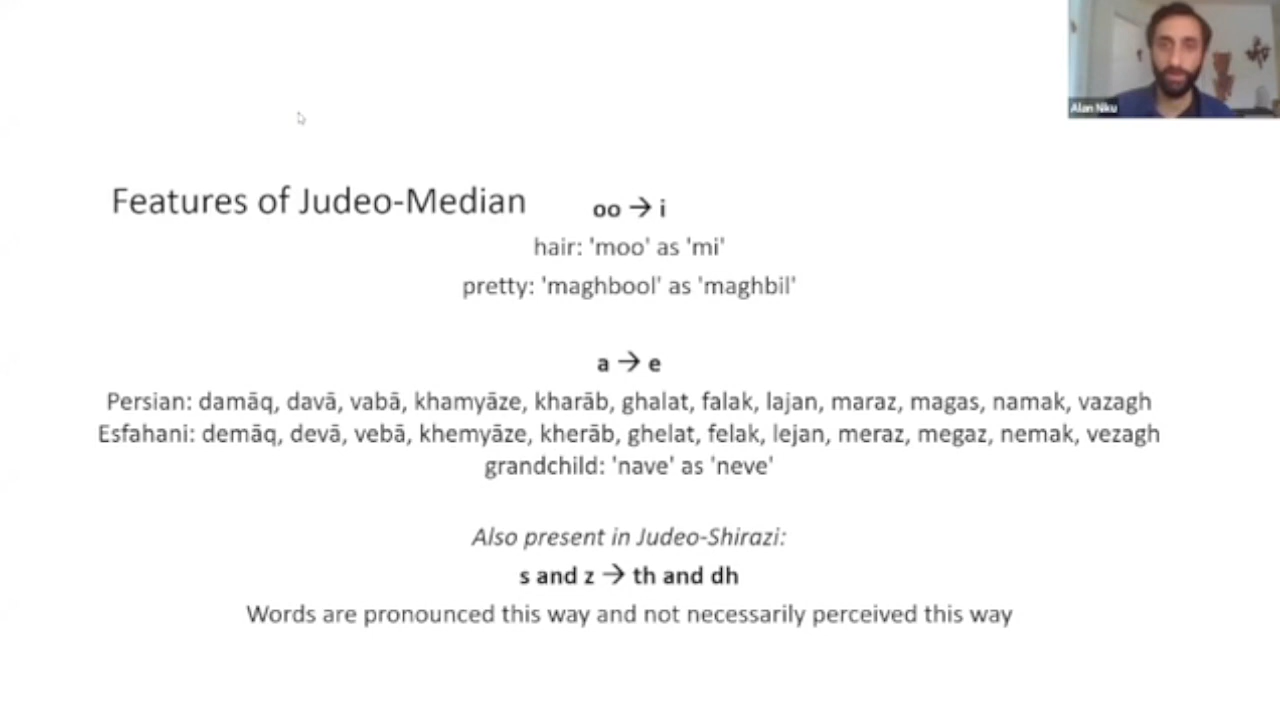 Alan Niku
Features of Judeo-Median
oo → i
hair: 'moo' as 'mi'
pretty: 'maghbool' as 'maghbil'
a → e
Persian: damāq, davā, vabā, khamyāze, kharāb, ghalat, falak, lajan, maraz, magas, namak, vazagh
Esfahani: demāq, devā, vebā, khemyāze, kherāb, ghelat, felak, lejan, meraz, megaz, nemak, vezagh
grandchild: 'nave' as 'neve'
Also present in Judeo-Shirazi:
s and z → th and dh
Words are pronounced this way and not necessarily perceived this way